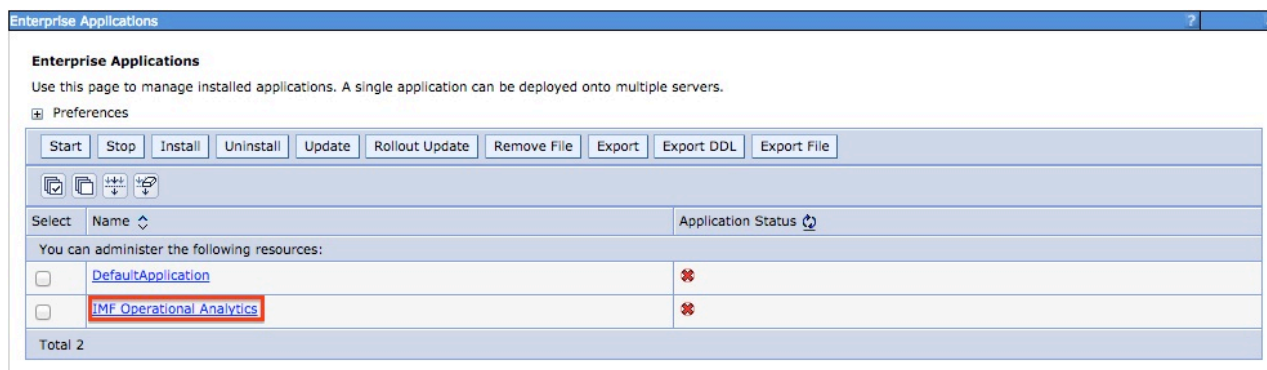 Enterprise Applications ?
Enterprise Applications
Use this page to manage installed applications. A single application can be deployed onto multiple servers.
Preferences
Start Stop Install Uninstall Update Rollout Update Remove File Export Export DDL Export File
Select Name Application Status
You can administer the following resources:
DefaultApplication
IMF Operational Analytics
Total 2